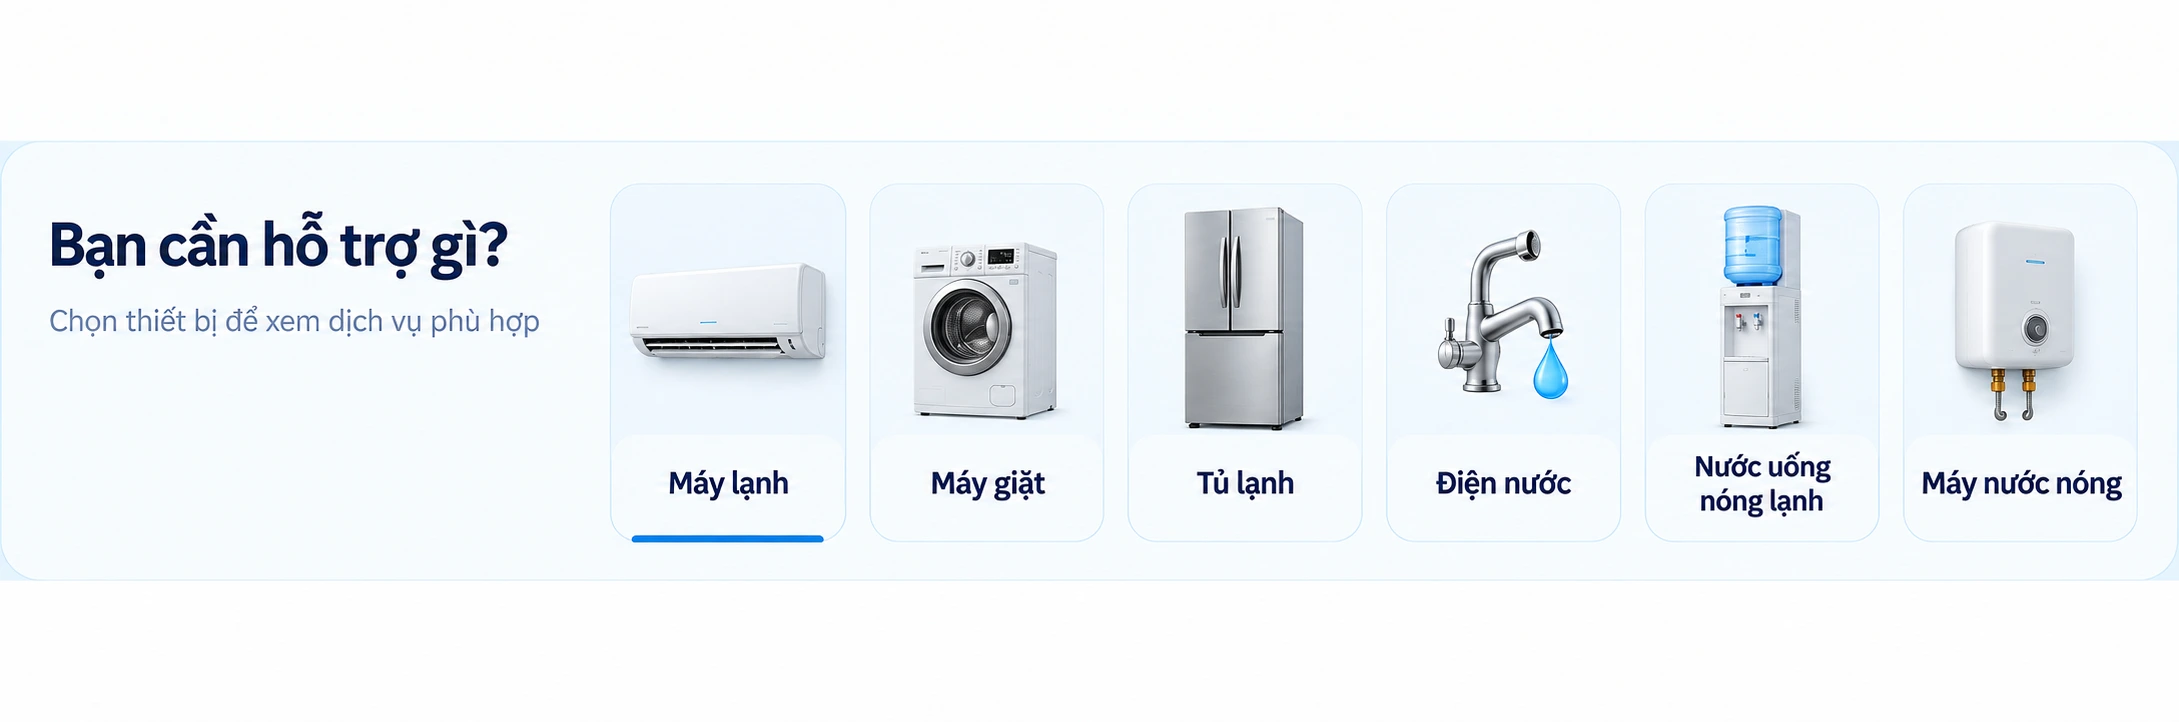 Bạn cần hỗ trợ gì?
Chọn thiết bị để xem dịch vụ phù hợp
Máy lạnh
Máy giặt
Tủ lạnh
Điện nước
Nước uống
nóng lạnh
Máy nước nóng